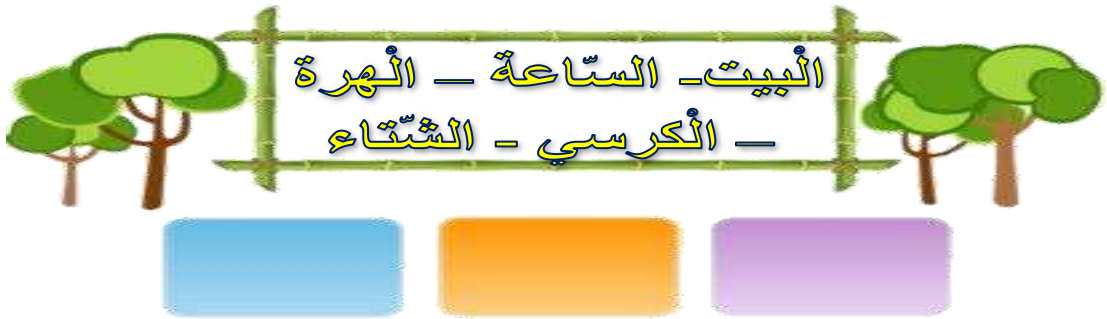 الْبيت- السّاعة – الْهرة
– الْكرسي - الشّتاء